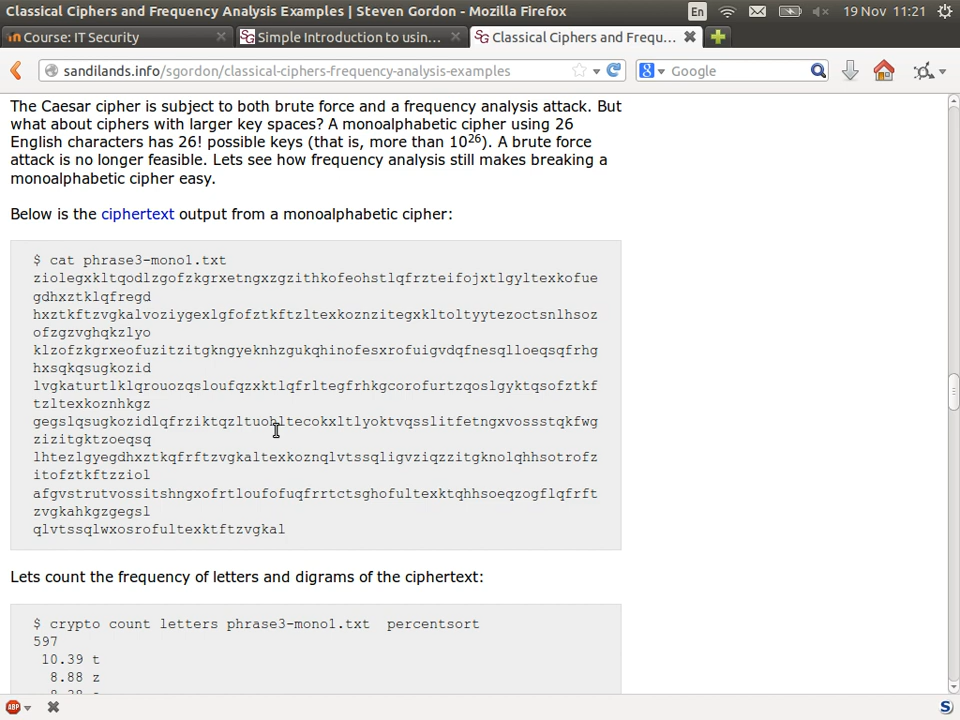 Classical Ciphers and Frequency Analysis Examples | Steven Gordon - Mozilla Firefox
En
19 Nov 11:21
Course: IT Security
Simple Introduction to usin...
Classical Ciphers and Frequ...
sandilands.info/sgordon/classical-ciphers-frequency-analysis-examples
Google
The Caesar cipher is subject to both brute force and a frequency analysis attack. But
what about ciphers with larger key spaces? A monoalphabetic cipher using 26
English characters has 26! possible keys (that is, more than 10²⁶). A brute force
attack is no longer feasible. Lets see how frequency analysis still makes breaking a
monoalphabetic cipher easy.
Below is the ciphertext output from a monoalphabetic cipher:
$ cat phrase3-mono1.txt
ziolegxkltqodlzgofzkgrxetngxzgzithkofeohstlqfrzteifojxtlgyltexkofue
gdhxztklqfregd
hxztkftzvgkalvoziygexlgfofztkftzltexkoznzitegxkltoltyytezoctsnlhsoz
ofzgzvghqkzlyo
klzofzkgrxeofuzitzitgkngyeknhzgukqhinofesxrofuigvdqfnesqlloeqsqfrhg
hxsqkqsugkozid
lvgkaturtlklqrouozqsloufqzxktlqfrltegfrhkgcorofurtzqoslgyktqsofztkf
tzltexkoznhkgz
gegslqsugkozidlqfrziktqzltuohltecokxltlyoktvqsslitfetngxvossstqkfwg
zizitgktzoeqsq
lhtezlgyegdhxztkqfrftzvgkaltexkoznqlvtssqligvziqzzitgknolqhhsotrofz
itofztkftzziol
afgvstrutvossitshngxofrtloufofuqfrrtctsghofultexktqhhsoeqzogflqfrft
zvgkahkgzgegsl
qlvtssqlwxosrofultexktftzvgkal
Lets count the frequency of letters and digrams of the ciphertext:
$ crypto count letters phrase3-mono1.txt  percentsort
597
10.39 t
8.88 z
ABP
S